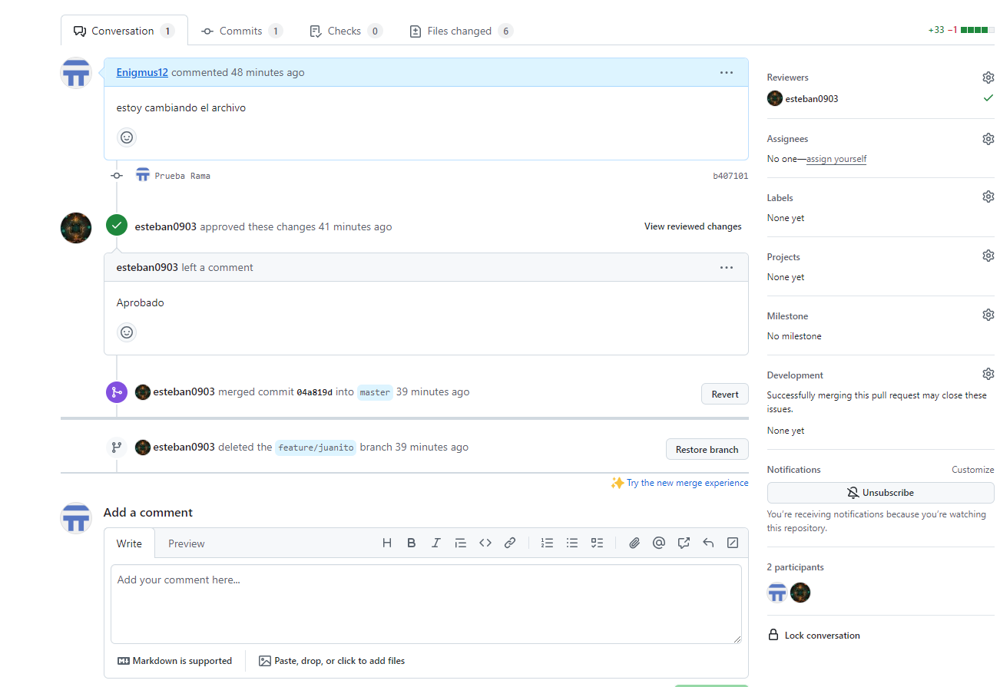 Conversation 1 Commits 1 Checks 0 Files changed 6 +33 −1
Enigmus12 commented 48 minutes ago
estoy cambiando el archivo
Prueba Rama b407101
esteban0903 approved these changes 41 minutes ago View reviewed changes
esteban0903 left a comment
Aprobado
esteban0903 merged commit 04a819d into master 39 minutes ago Revert
esteban0903 deleted the feature/juanito branch 39 minutes ago Restore branch
Try the new merge experience
Add a comment
Write Preview
Add your comment here...
Markdown is supported Paste, drop, or click to add files
Reviewers
esteban0903
Assignees
No one—assign yourself
Labels
None yet
Projects
None yet
Milestone
No milestone
Development
Successfully merging this pull request may close these
issues.
None yet
Notifications Customize
Unsubscribe
You're receiving notifications because you're watching
this repository.
2 participants
Lock conversation